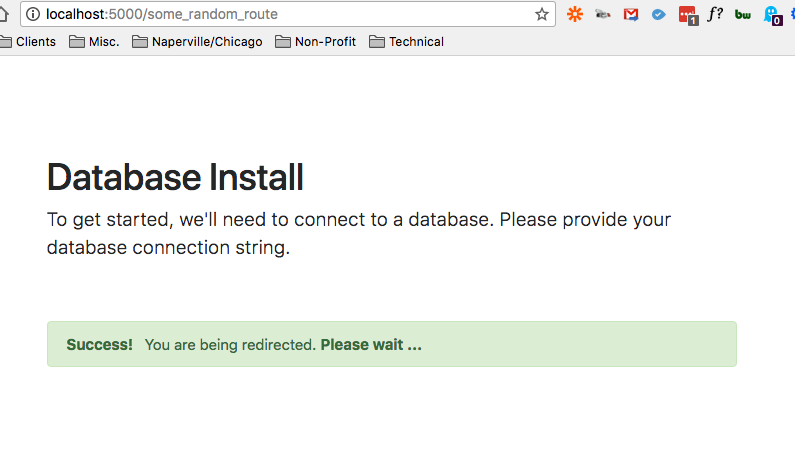 localhost:5000/some_random_route
1 f? bw 0
Clients Misc. Naperville/Chicago Non-Profit Technical
Database Install
To get started, we'll need to connect to a database. Please provide your
database connection string.
Success! You are being redirected. Please wait ...